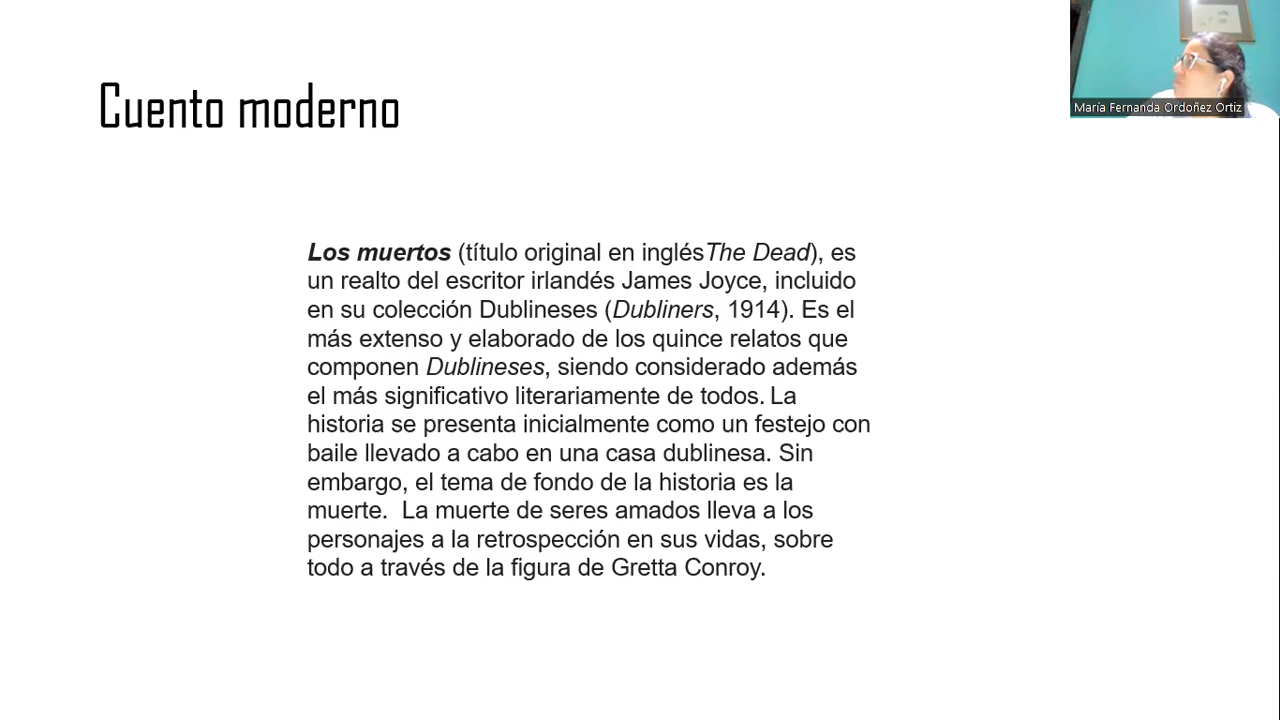 Cuento moderno
María Fernanda Ordoñez Ortiz
Los muertos (título original en inglésThe Dead), es
un realto del escritor irlandés James Joyce, incluido
en su colección Dublineses (Dubliners, 1914). Es el
más extenso y elaborado de los quince relatos que
componen Dublineses, siendo considerado además
el más significativo literariamente de todos. La
historia se presenta inicialmente como un festejo con
baile llevado a cabo en una casa dublinesa. Sin
embargo, el tema de fondo de la historia es la
muerte.  La muerte de seres amados lleva a los
personajes a la retrospección en sus vidas, sobre
todo a través de la figura de Gretta Conroy.